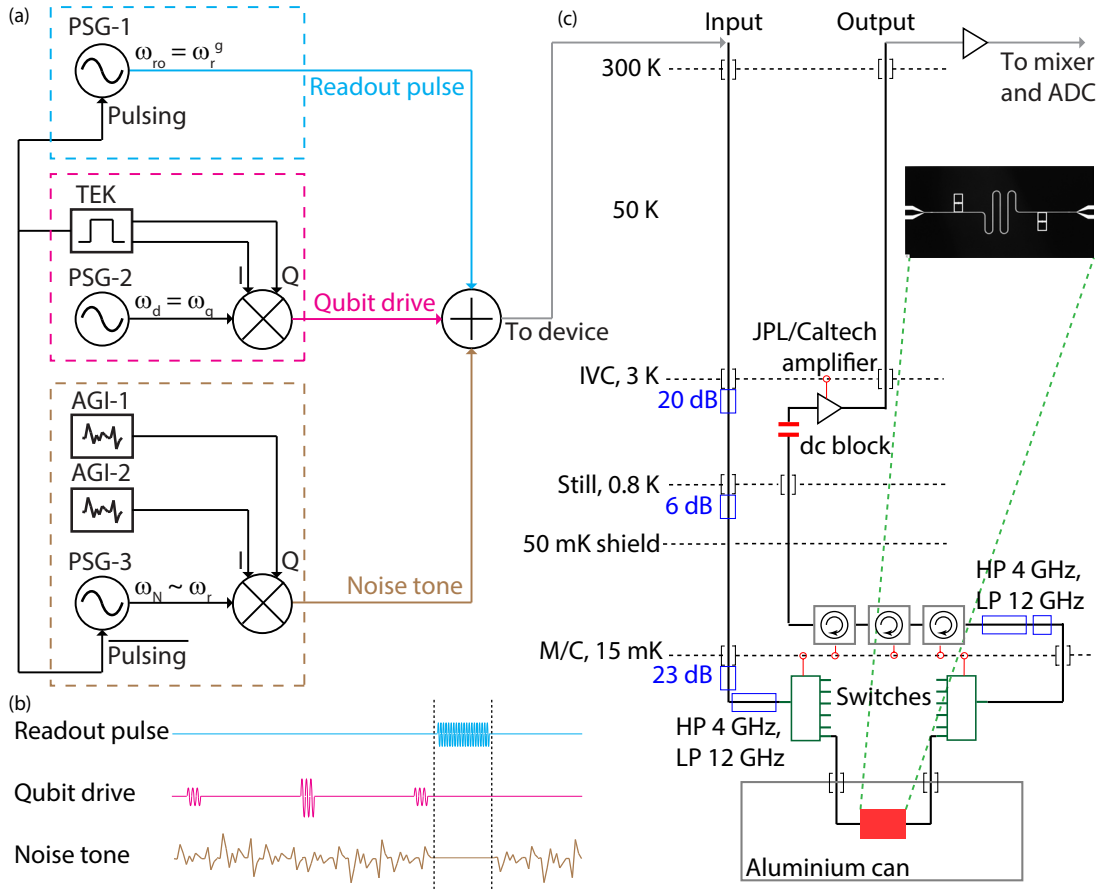 (a)
PSG-1
ω_ro = ω_r^g
Readout pulse
Pulsing
TEK
I
Q
PSG-2
ω_d = ω_q
Qubit drive
To device
AGI-1
AGI-2
I
Q
PSG-3
ω_N ~ ω_r
Noise tone
Pulsing
(b)
Readout pulse
Qubit drive
Noise tone
(c)
Input
Output
300 K
To mixer
and ADC
50 K
JPL/Caltech
amplifier
IVC, 3 K
20 dB
dc block
Still, 0.8 K
6 dB
50 mK shield
HP 4 GHz,
LP 12 GHz
M/C, 15 mK
23 dB
Switches
HP 4 GHz,
LP 12 GHz
Aluminium can